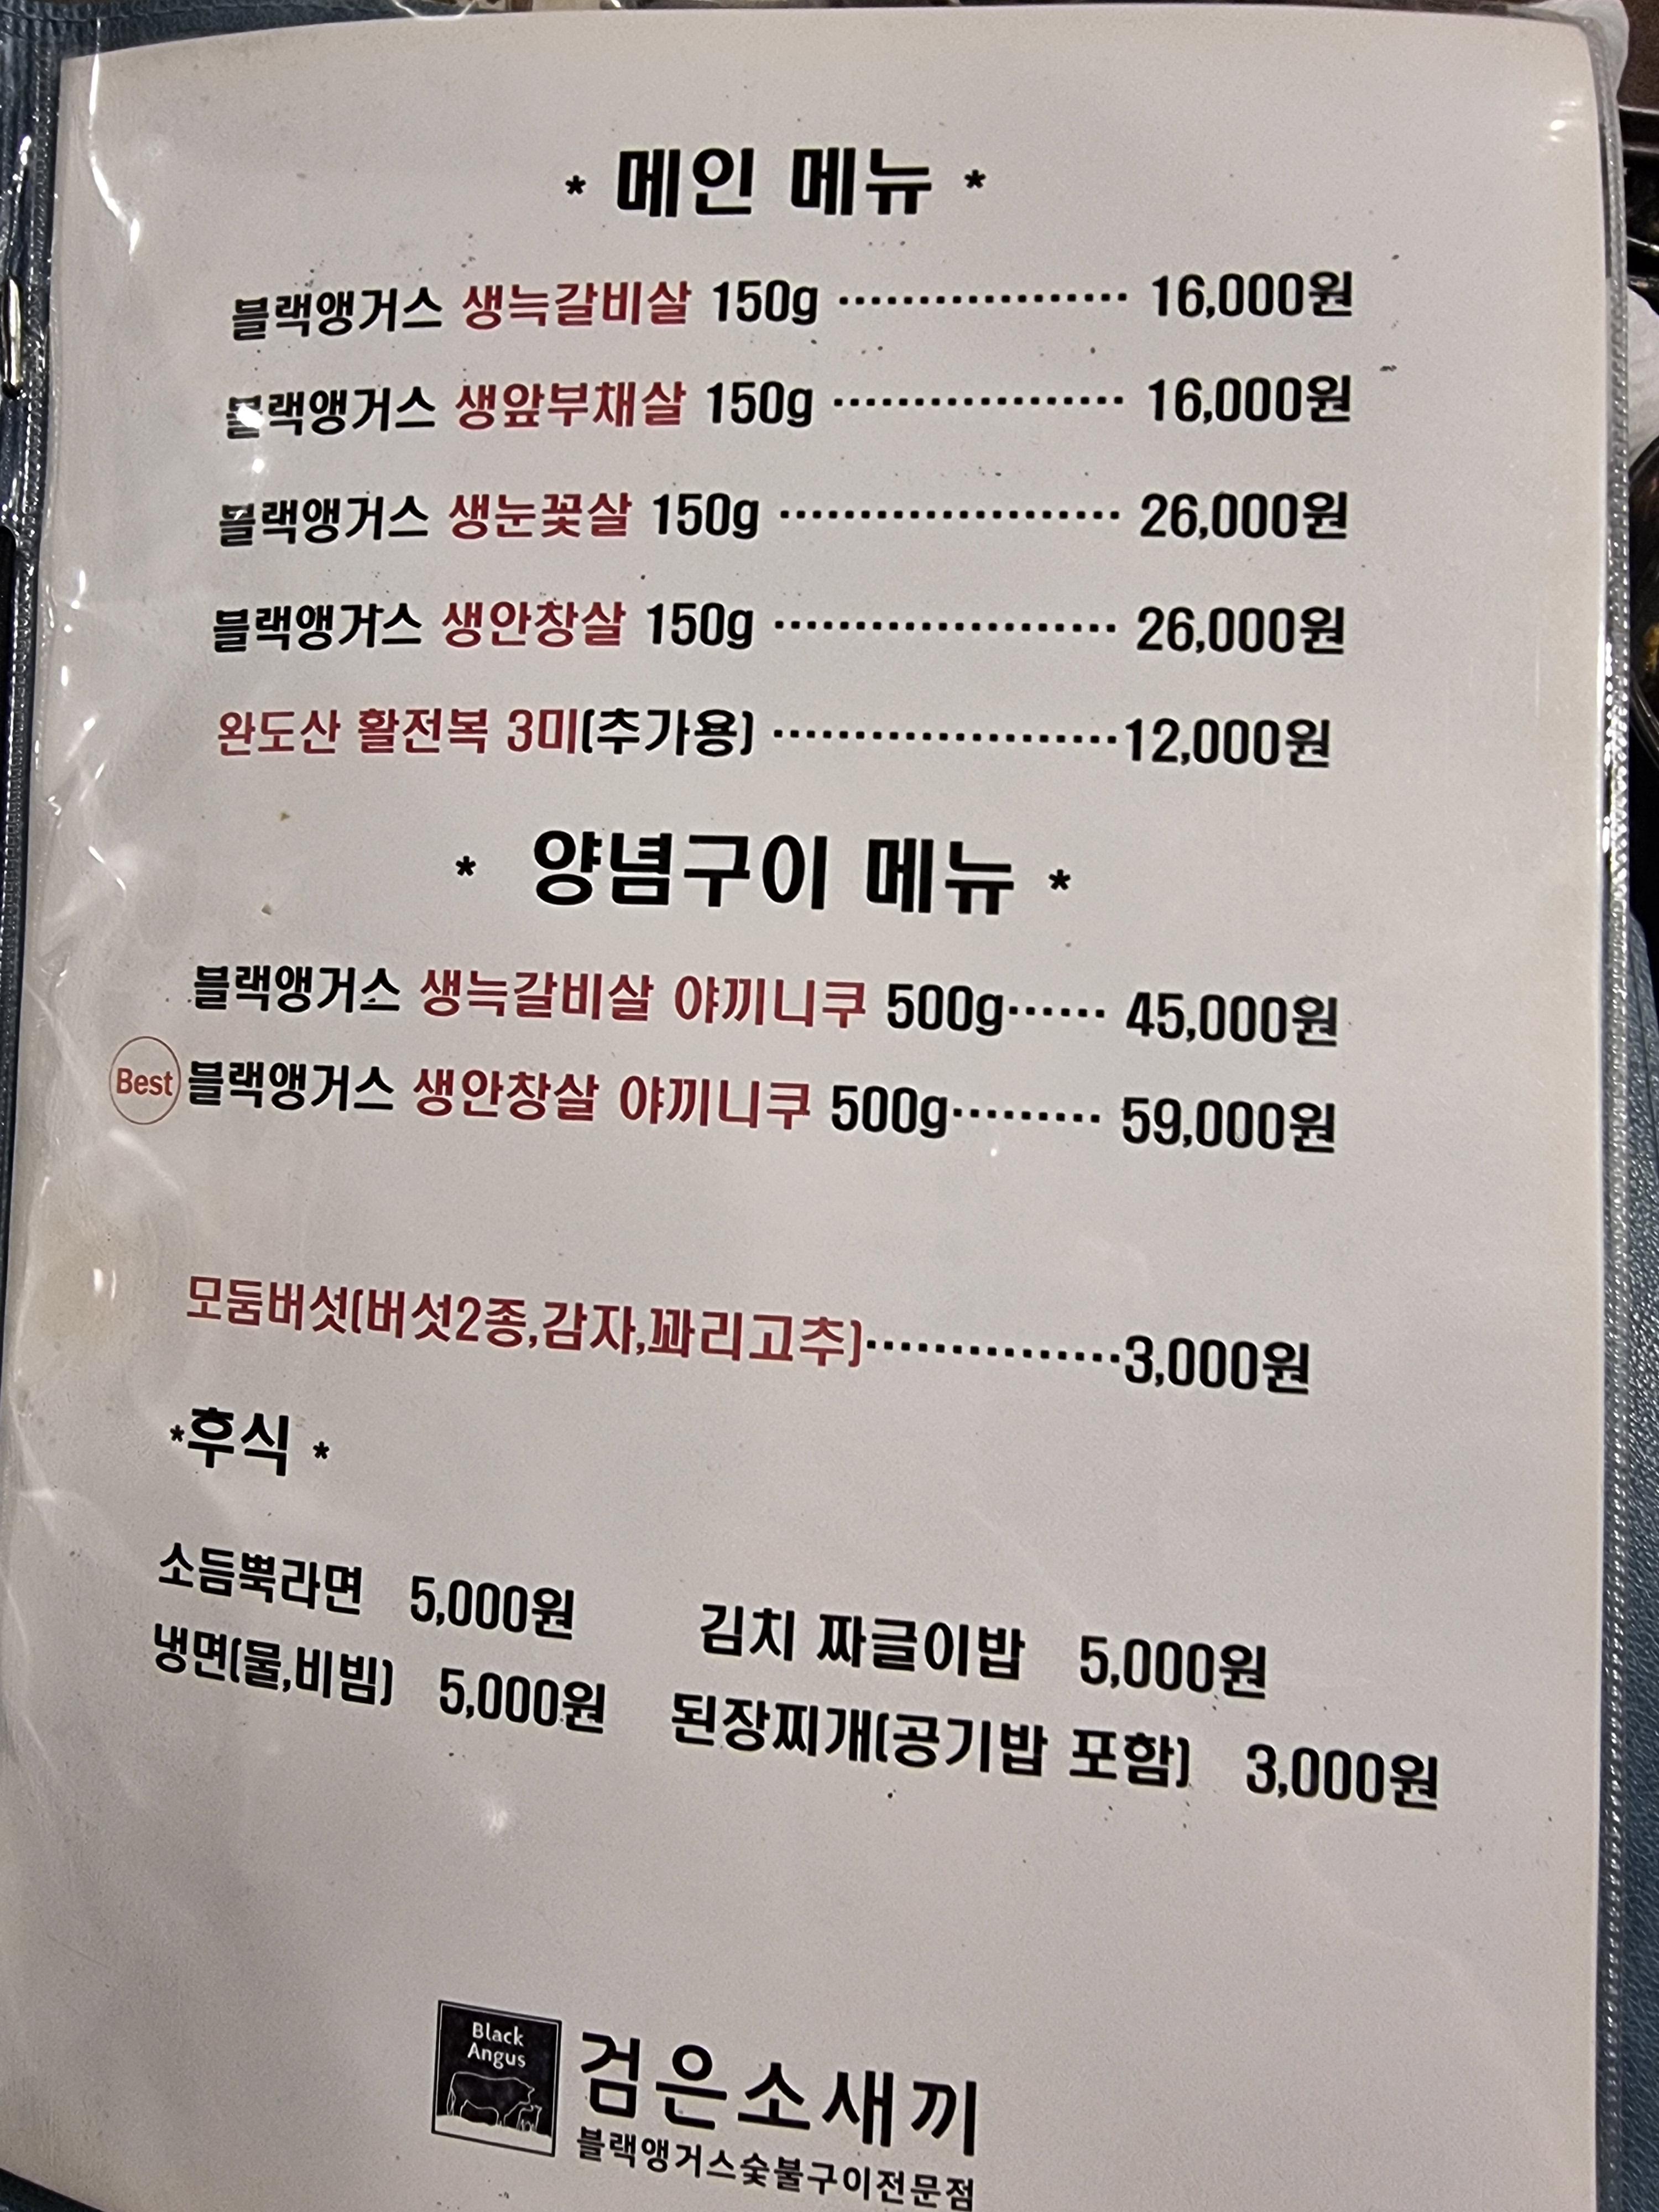 * 메인 메뉴 *
블랙앵거스 생늑갈비살 150g ·················· 16,000원
블랙앵거스 생앞부채살 150g ·················· 16,000원
블랙앵거스 생눈꽃살 150g ····················· 26,000원
블랙앵거스 생안창살 150g ····················· 26,000원
완도산 활전복 3미(추가용) ·····················12,000원
* 양념구이 메뉴 *
블랙앵거스 생늑갈비살 야끼니쿠 500g······ 45,000원
Best 블랙앵거스 생안창살 야끼니쿠 500g········· 59,000원
모둠버섯(버섯2종,감자,꽈리고추)···············3,000원
*후식 *
소듬뿍라면 5,000원 김치 짜글이밥 5,000원
냉면(물,비빔) 5,000원 된장찌개(공기밥 포함) 3,000원
Black
Angus
검은소새끼
블랙앵거스숯불구이전문점